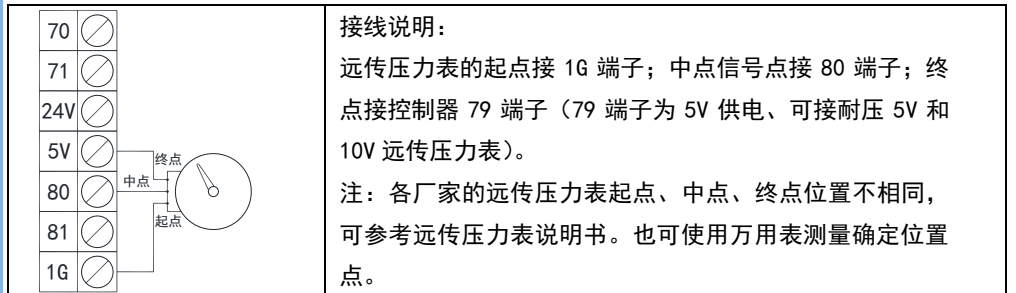 70
71
24V
5V
80
81
1G
终点
中点
起点
接线说明：
远传压力表的起点接 1G 端子；中点信号点接 80 端子；终
点接控制器 79 端子（79 端子为 5V 供电、可接耐压 5V 和
10V 远传压力表）。
注：各厂家的远传压力表起点、中点、终点位置不相同，
可参考远传压力表说明书。也可使用万用表测量确定位置
点。